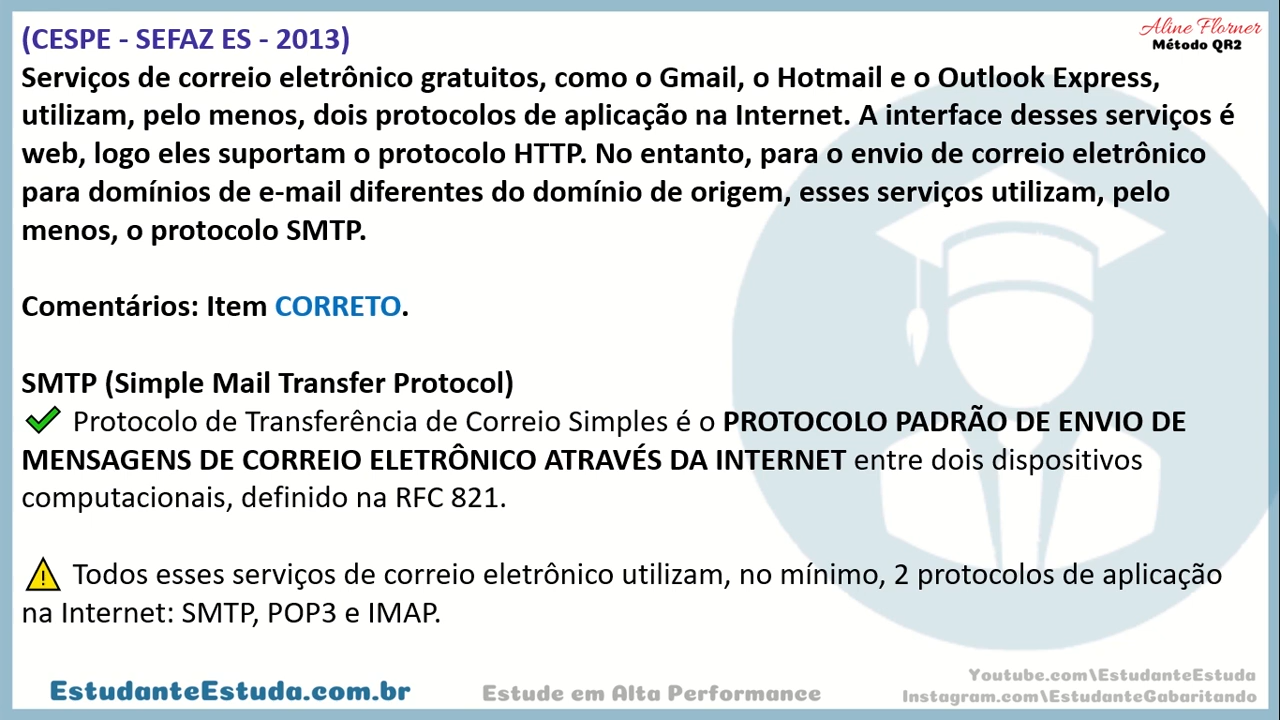 (CESPE - SEFAZ ES - 2013)
Aline Florner
Método QR2
Serviços de correio eletrônico gratuitos, como o Gmail, o Hotmail e o Outlook Express,
utilizam, pelo menos, dois protocolos de aplicação na Internet. A interface desses serviços é
web, logo eles suportam o protocolo HTTP. No entanto, para o envio de correio eletrônico
para domínios de e-mail diferentes do domínio de origem, esses serviços utilizam, pelo
menos, o protocolo SMTP.
Comentários: Item CORRETO.
SMTP (Simple Mail Transfer Protocol)
Protocolo de Transferência de Correio Simples é o PROTOCOLO PADRÃO DE ENVIO DE
MENSAGENS DE CORREIO ELETRÔNICO ATRAVÉS DA INTERNET entre dois dispositivos
computacionais, definido na RFC 821.
Todos esses serviços de correio eletrônico utilizam, no mínimo, 2 protocolos de aplicação
na Internet: SMTP, POP3 e IMAP.
EstudanteEstuda.com.br
Estude em Alta Performance
Youtube.com\EstudanteEstuda
Instagram.com\EstudanteGabaritando